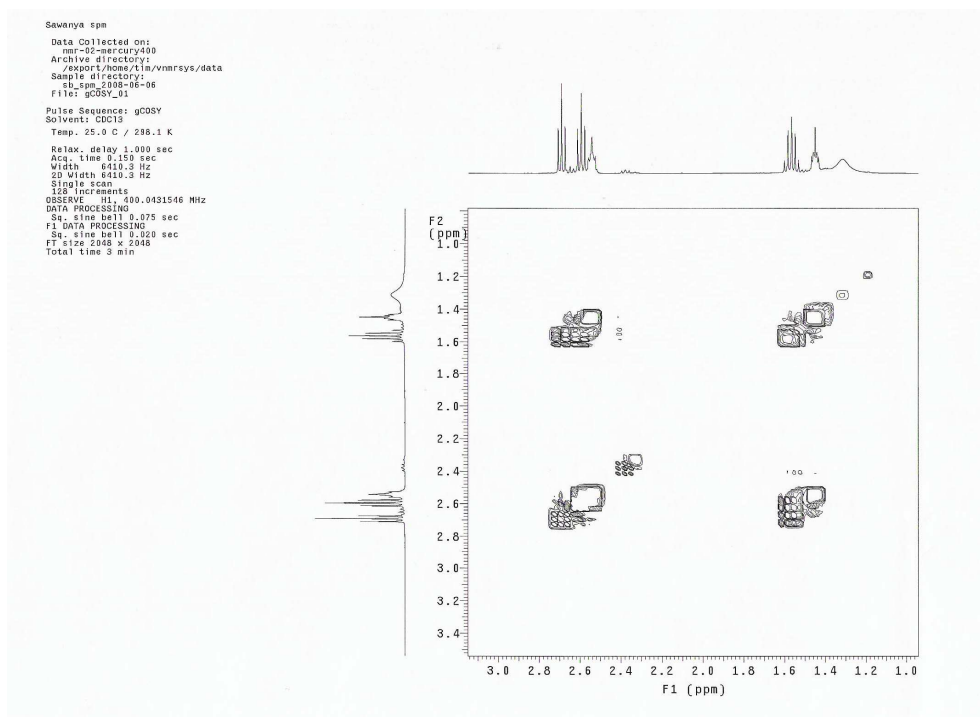 Sawanya spm
Data Collected on:
nmr-02-mercury400
Archive directory:
/export/home/tim/vnmrsys/data
Sample directory:
sb_spm_2008-06-06
File: gCOSY_01
Pulse Sequence: gCOSY
Solvent: CDCl3
Temp. 25.0 C / 298.1 K
Relax. delay 1.000 sec
Acq. time 0.150 sec
Width 6410.3 Hz
2D Width 6410.3 Hz
Single scan
128 increments
OBSERVE H1, 400.0431546 MHz
DATA PROCESSING
Sq. sine bell 0.075 sec
F1 DATA PROCESSING
Sq. sine bell 0.020 sec
FT size 2048 x 2048
Total time 3 min
F2
(ppm)
1.0
1.2
1.4
1.6
1.8
2.0
2.2
2.4
2.6
2.8
3.0
3.2
3.4
3.0 2.8 2.6 2.4 2.2 2.0 1.8 1.6 1.4 1.2 1.0
F1 (ppm)